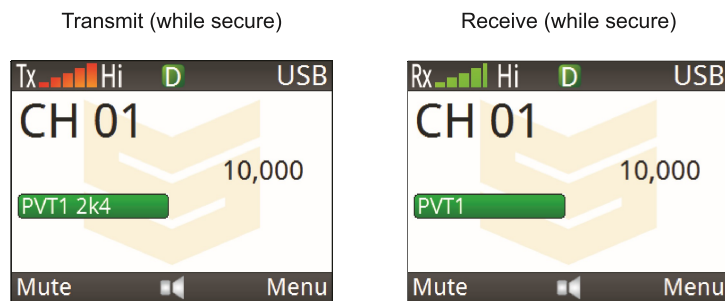 Transmit (while secure)
Tx Hi D USB
CH 01
10,000
PVT1 2k4
Mute Menu
Receive (while secure)
Rx Hi D USB
CH 01
10,000
PVT1
Mute Menu